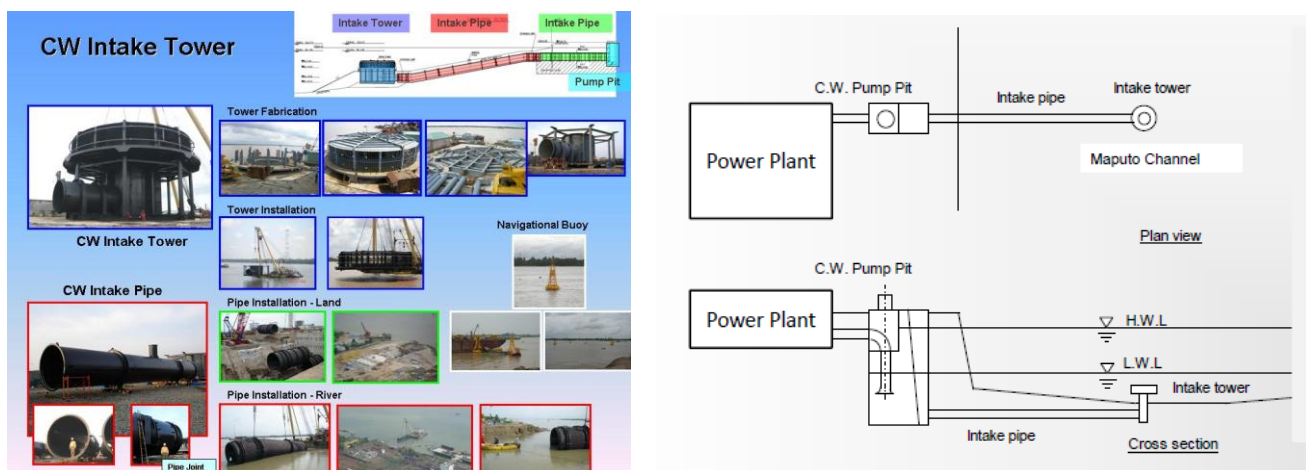 CW Intake Tower
Intake Tower
Intake Pipe
Intake Pipe
Pump Pit
Tower Fabrication
CW Intake Tower
Tower Installation
Navigational Buoy
CW Intake Pipe
Pipe Installation - Land
Pipe Installation - River
Pipe Joint
C.W. Pump Pit
Intake pipe
Intake tower
Power Plant
Maputo Channel
Plan view
C.W. Pump Pit
Power Plant
H.W.L
L.W.L
Intake tower
Intake pipe
Cross section